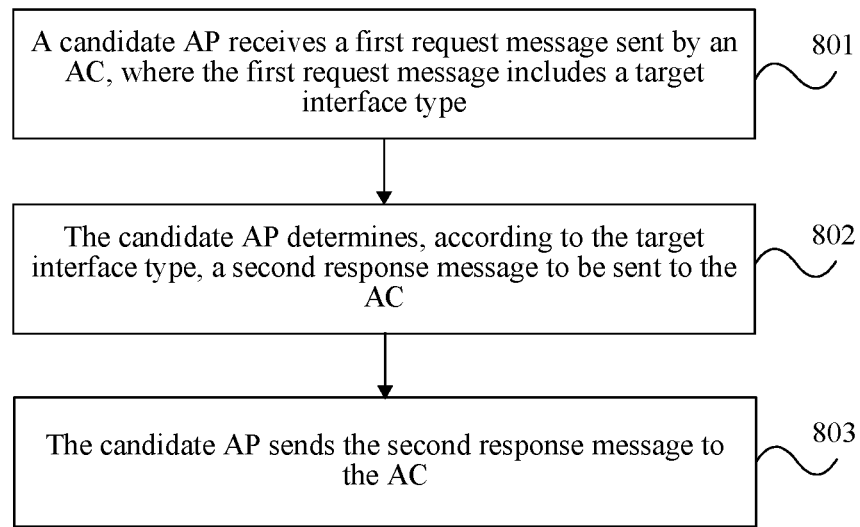 A candidate AP receives a first request message sent by an
AC, where the first request message includes a target
interface type
801
The candidate AP determines, according to the target
interface type, a second response message to be sent to the
AC
802
The candidate AP sends the second response message to
the AC
803